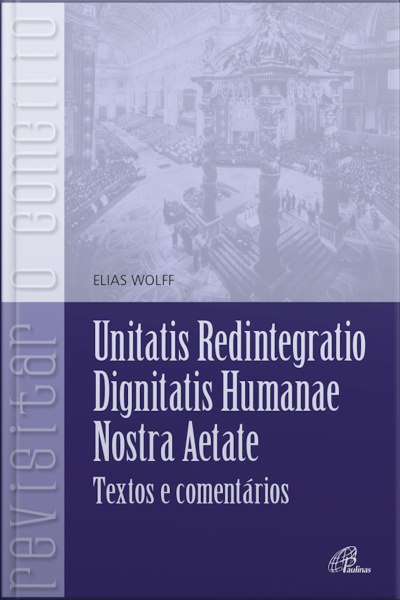 revisitar o concílio
ELIAS WOLFF
Unitatis Redintegratio
Dignitatis Humanae
Nostra Aetate
Textos e comentários
Paulinas